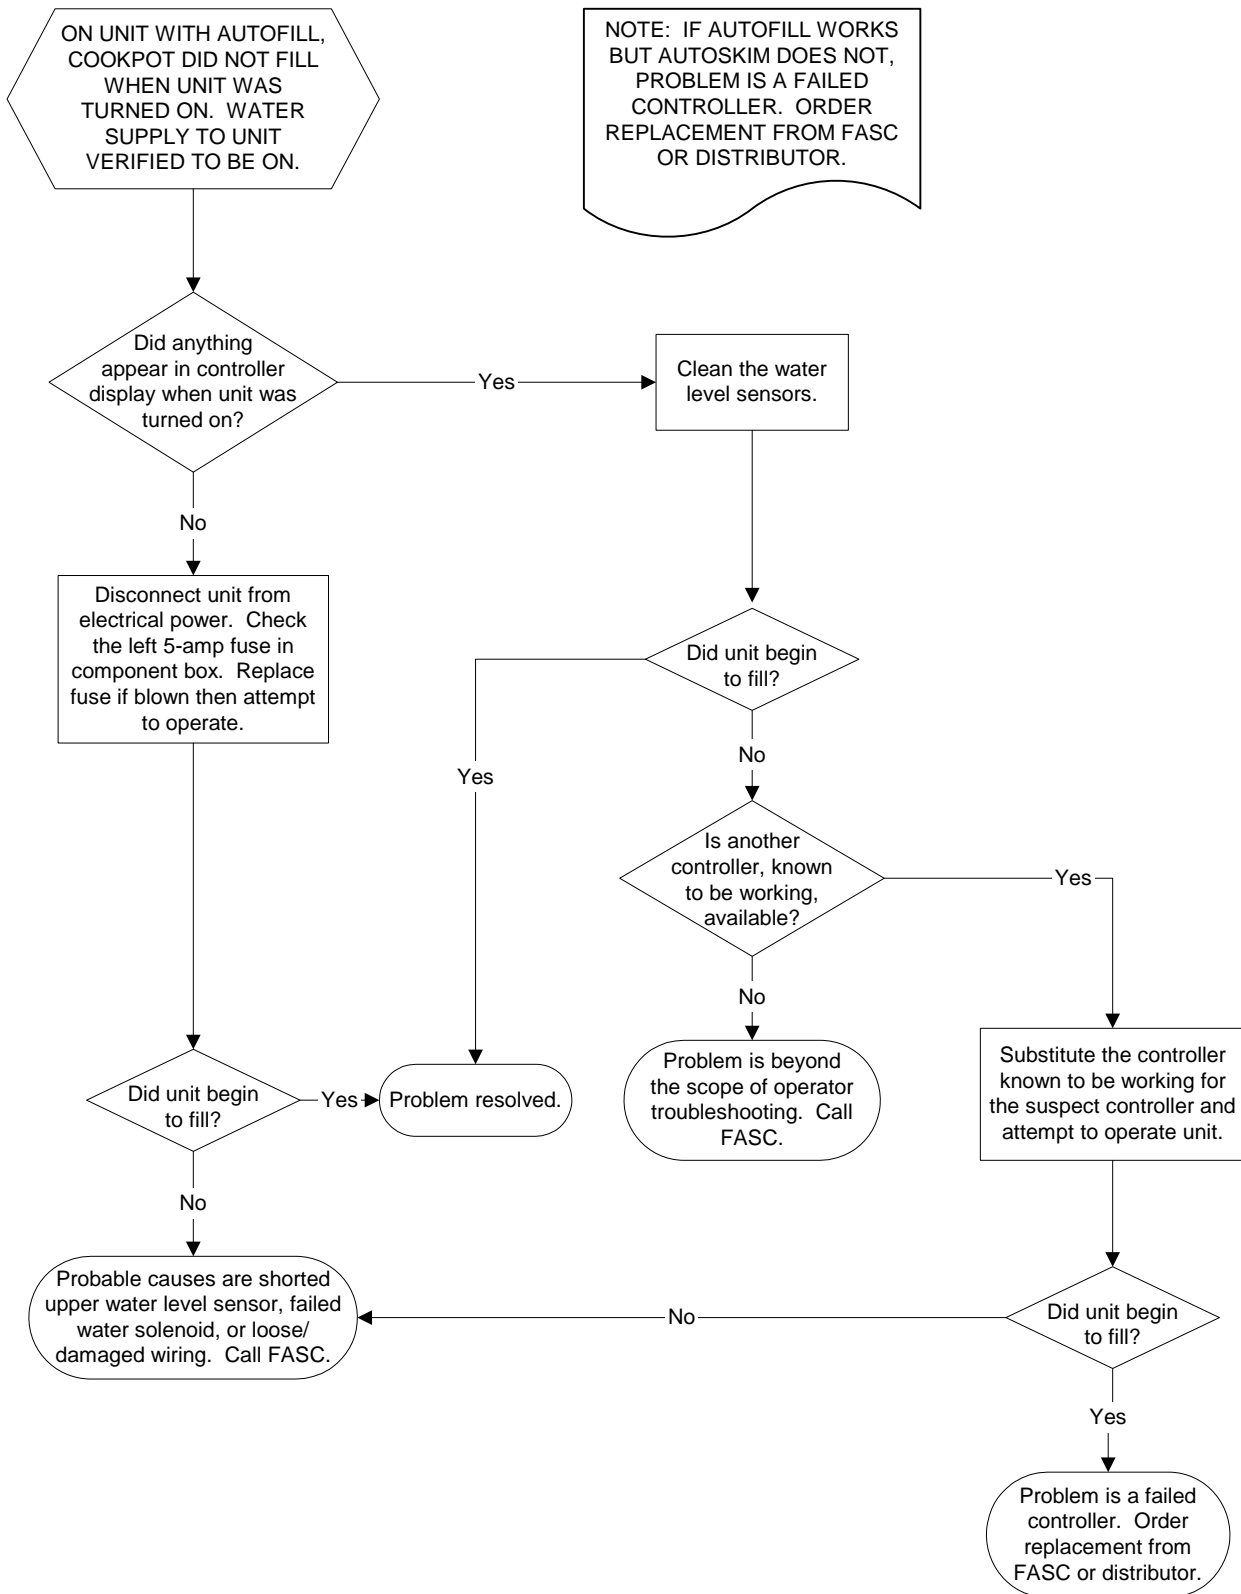 ON UNIT WITH AUTOFILL,
COOKPOT DID NOT FILL
WHEN UNIT WAS
TURNED ON.  WATER
SUPPLY TO UNIT
VERIFIED TO BE ON.
NOTE:  IF AUTOFILL WORKS
BUT AUTOSKIM DOES NOT,
PROBLEM IS A FAILED
CONTROLLER.  ORDER
REPLACEMENT FROM FASC
OR DISTRIBUTOR.
Did anything
appear in controller
display when unit was
turned on?
Yes
Clean the water
level sensors.
No
Disconnect unit from
electrical power.  Check
the left 5-amp fuse in
component box.  Replace
fuse if blown then attempt
to operate.
Did unit begin
to fill?
Yes
No
Is another
controller, known
to be working,
available?
Yes
No
Problem is beyond
the scope of operator
troubleshooting.  Call
FASC.
Substitute the controller
known to be working for
the suspect controller and
attempt to operate unit.
Did unit begin
to fill?
Yes
Problem resolved.
No
Probable causes are shorted
upper water level sensor, failed
water solenoid, or loose/
damaged wiring.  Call FASC.
No
Did unit begin
to fill?
Yes
Problem is a failed
controller.  Order
replacement from
FASC or distributor.